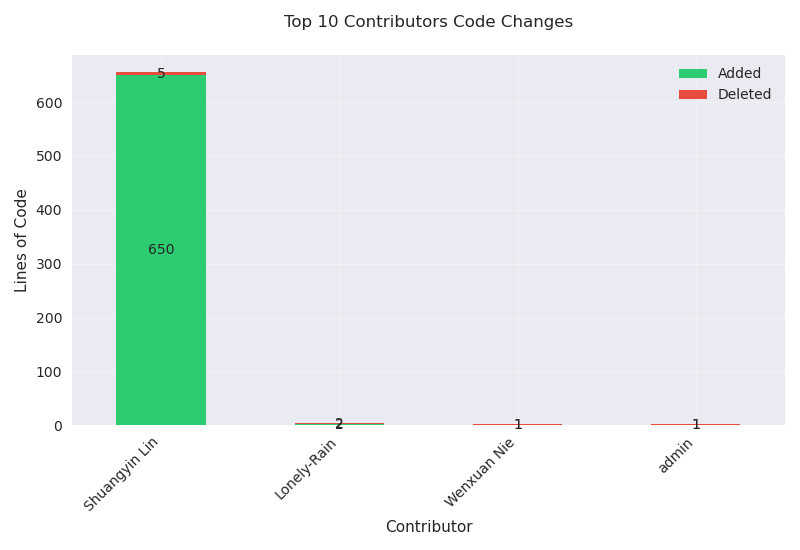 Top 10 Contributors Code Changes
Added
Deleted
Lines of Code
600
500
400
300
200
100
0
5
650
2
2
1
1
Shuangyin Lin
Lonely-Rain
Wenxuan Nie
admin
Contributor